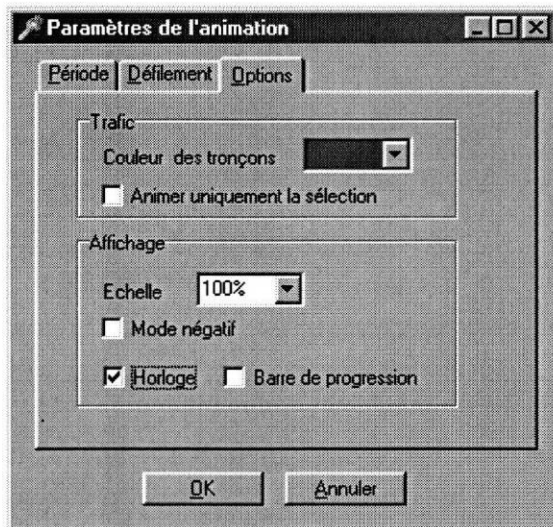 Paramètres de l'animation
Période Défilement Options
Trafic
Couleur des tronçons
Animer uniquement la sélection
Affichage
Echelle 100%
Mode négatif
Horloge Barre de progression
OK Annuler